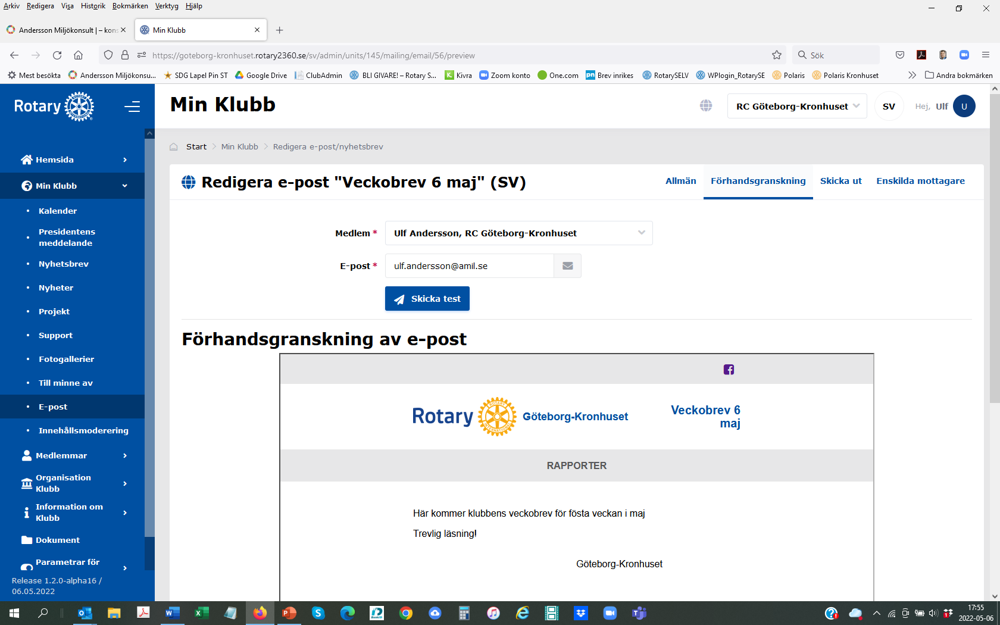 Arkiv Redigera Visa Historik Bokmärken Verktyg Hjälp
Andersson Miljökonsult | – kons
Min Klubb
https://goteborg-kronhuset.rotary2360.se/sv/admin/units/145/mailing/email/56/preview
Sök
Mest besökta Andersson Miljökonsu... SDG Lapel Pin ST Google Drive ClubAdmin BLI GIVARE! – Rotary S... Kivra Zoom konto One.com Brev inrikes RotarySELV WPlogin_RotarySE Polaris Polaris Kronhuset Andra bokmärken
Rotary
Min Klubb
RC Göteborg-Kronhuset
SV
Hej, Ulf
U
Start Min Klubb Redigera e-post/nyhetsbrev
Hemsida
Min Klubb
Kalender
Presidentens
meddelande
Nyhetsbrev
Nyheter
Projekt
Support
Fotogallerier
Till minne av
E-post
Innehållsmoderering
Medlemmar
Organisation
Klubb
Information om
Klubb
Dokument
Parametrar för
Release 1.2.0-alpha16 /
06.05.2022
Redigera e-post "Veckobrev 6 maj" (SV)
Allmän Förhandsgranskning Skicka ut Enskilda mottagare
Medlem * Ulf Andersson, RC Göteborg-Kronhuset
E-post * ulf.andersson@amil.se
Skicka test
Förhandsgranskning av e-post
Rotary
ROTARY
INTERNATIONAL
Göteborg-Kronhuset
Veckobrev 6
maj
RAPPORTER
Här kommer klubbens veckobrev för fösta veckan i maj
Trevlig läsning!
Göteborg-Kronhuset
17:55
2022-05-06